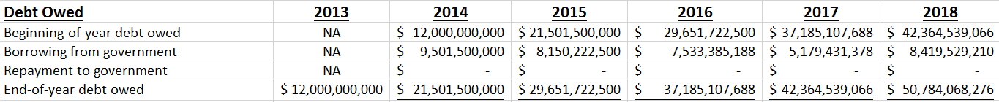 Debt Owed 2013 2014 2015 2016 2017 2018
Beginning-of-year debt owed NA $ 12,000,000,000 $ 21,501,500,000 $ 29,651,722,500 $ 37,185,107,688 $ 42,364,539,066
Borrowing from government NA $ 9,501,500,000 $ 8,150,222,500 $ 7,533,385,188 $ 5,179,431,378 $ 8,419,529,210
Repayment to government NA $ - $ - $ - $ - $ -
End-of-year debt owed $ 12,000,000,000 $ 21,501,500,000 $ 29,651,722,500 $ 37,185,107,688 $ 42,364,539,066 $ 50,784,068,276